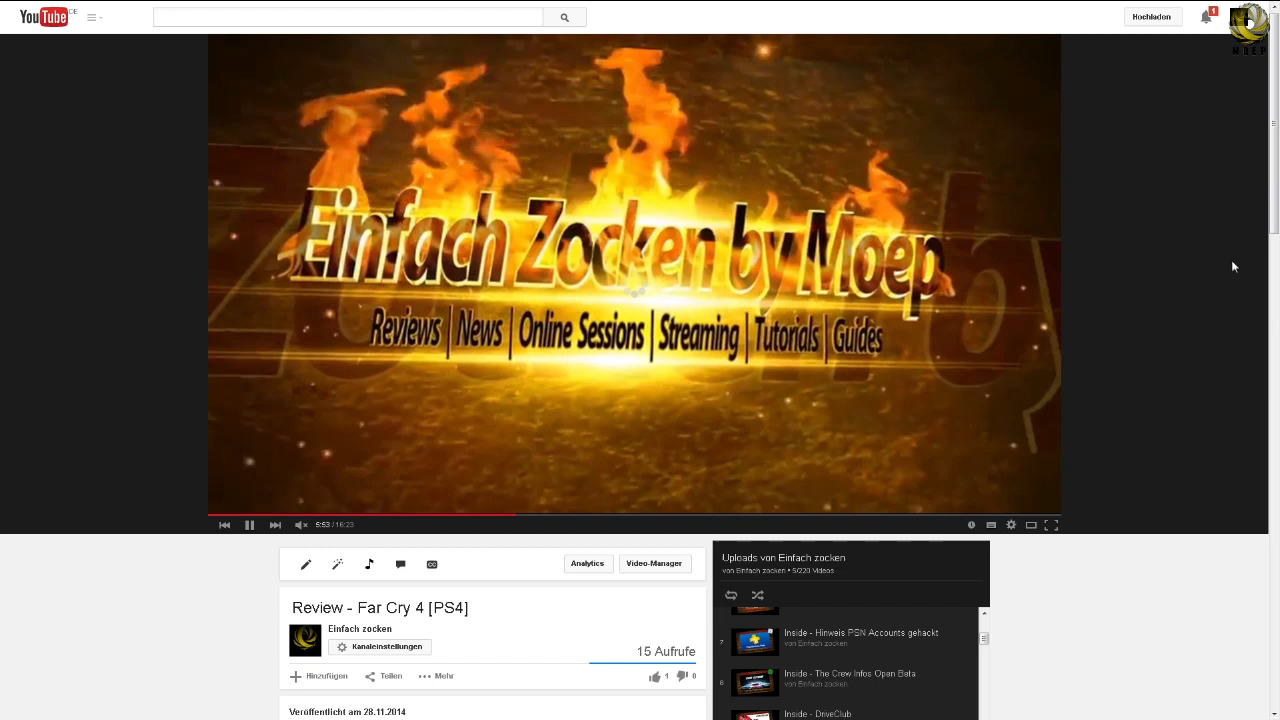 YouTube DE
Hochladen
1
MOEP
Einfach Zocken by Moep
Reviews | News | Online Sessions | Streaming | Tutorials | Guides
5:53 / 16:23
Analytics
Video-Manager
Review - Far Cry 4 [PS4]
Einfach zocken
Kanaleinstellungen
15 Aufrufe
Hinzufügen
Teilen
Mehr
1
0
Veröffentlicht am 28.11.2014
Uploads von Einfach zocken
von Einfach zocken • 5/220 Videos
7
Inside - Hinweis PSN Accounts gehackt
von Einfach zocken
Inside - The Crew Infos Open Beta
von Einfach zocken
Inside - DriveClub